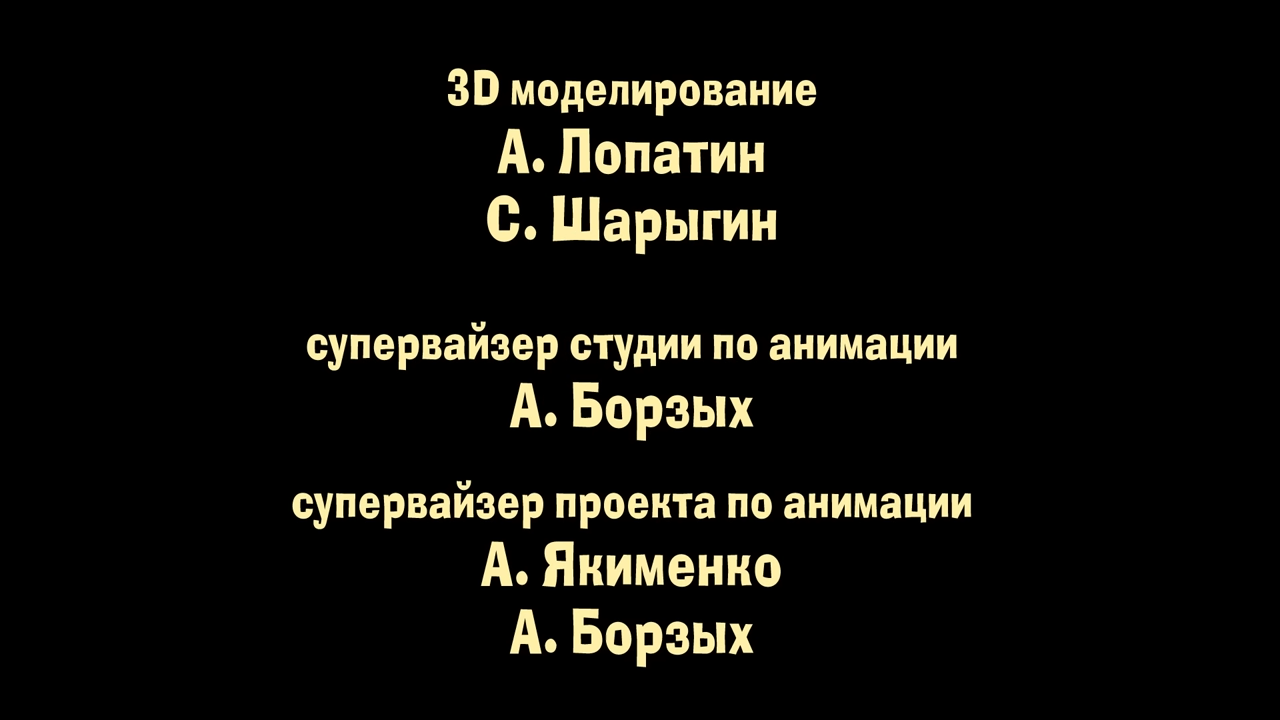 3D моделирование
А. Лопатин
С. Шарыгин
супервайзер студии по анимации
А. Борзых
супервайзер проекта по анимации
А. Якименко
А. Борзых